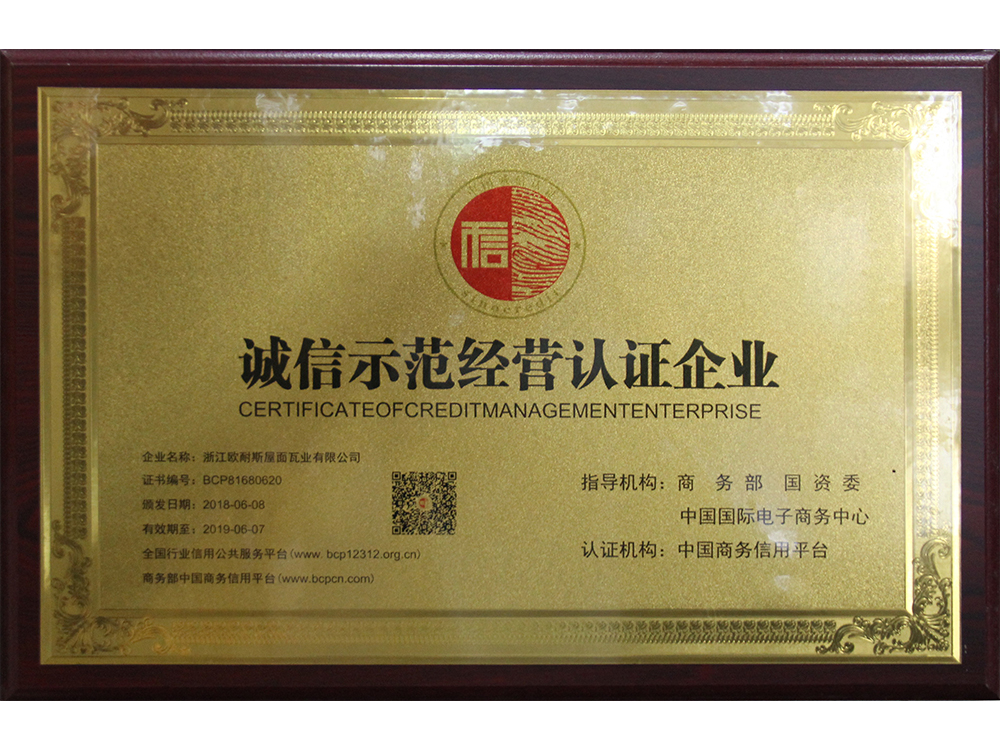 信
sinocredit
诚信示范经营认证企业
CERTIFICATEOFCREDITMANAGEMENTENTERPRISE
企业名称：浙江欧耐斯屋面瓦业有限公司
证书编号：BCP81680620
颁发日期：2018-06-08
有效期至：2019-06-07
全国行业信用公共服务平台(www. bcp12312.org.cn)
商务部中国商务信用平台(www.bcpcn.com)
指导机构：商 务 部 国 资 委
中国国际电子商务中心
认证机构：中国商务信用平台